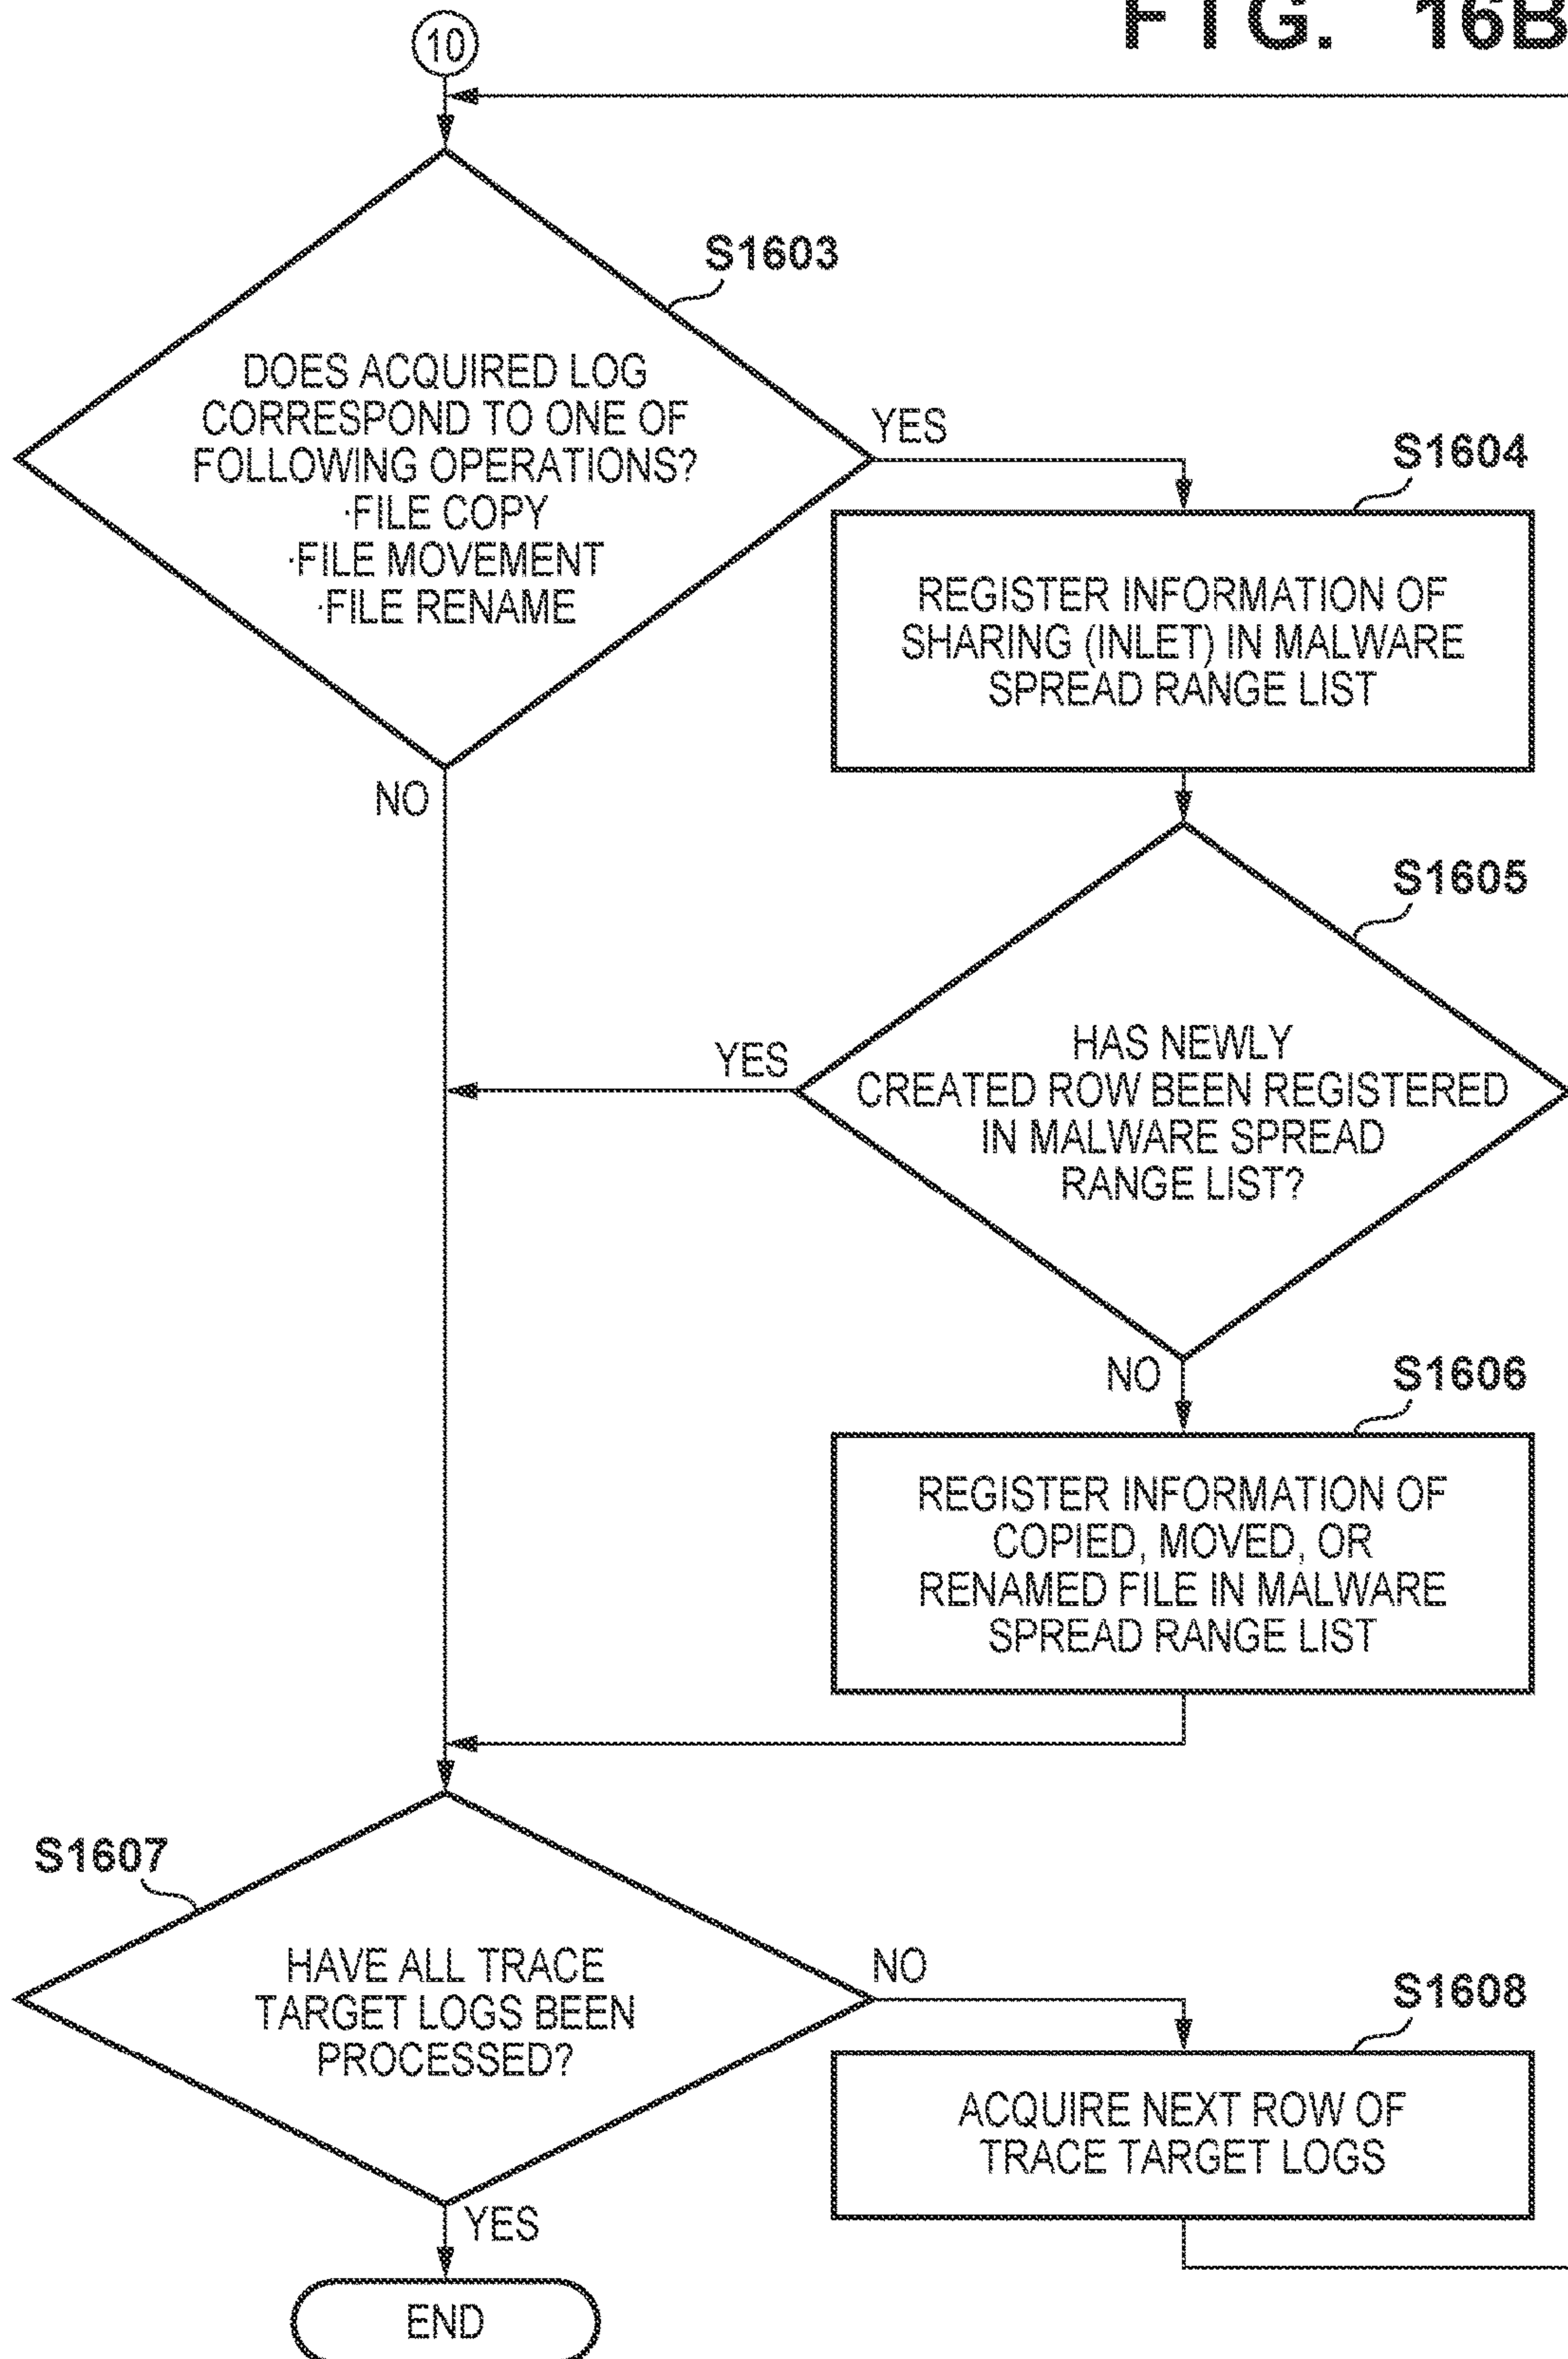 FIG. 16B
10
S1603
DOES ACQUIRED LOG
CORRESPOND TO ONE OF
FOLLOWING OPERATIONS?
·FILE COPY
·FILE MOVEMENT
·FILE RENAME
YES
NO
S1604
REGISTER INFORMATION OF
SHARING (INLET) IN MALWARE
SPREAD RANGE LIST
S1605
HAS NEWLY
CREATED ROW BEEN REGISTERED
IN MALWARE SPREAD
RANGE LIST?
YES
NO
S1606
REGISTER INFORMATION OF
COPIED, MOVED, OR
RENAMED FILE IN MALWARE
SPREAD RANGE LIST
S1607
HAVE ALL TRACE
TARGET LOGS BEEN
PROCESSED?
NO
S1608
ACQUIRE NEXT ROW OF
TRACE TARGET LOGS
YES
END